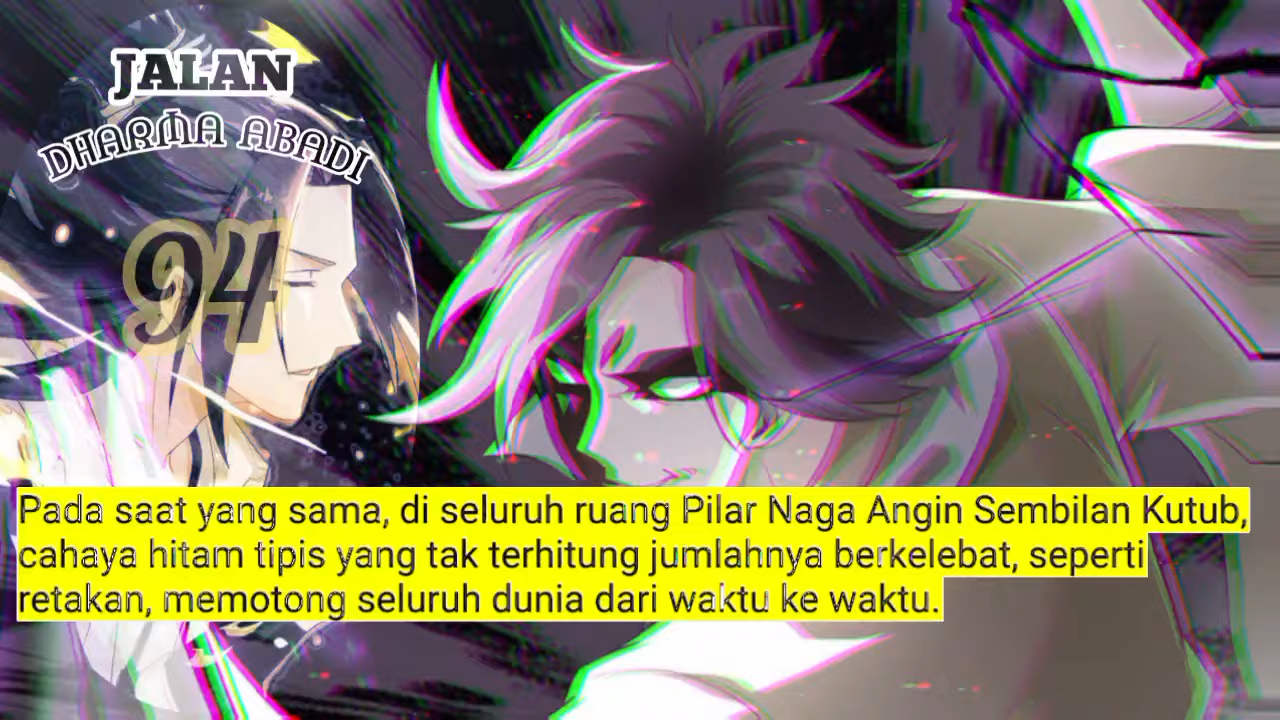 JALAN
DHARMA ABADI
94
Pada saat yang sama, di seluruh ruang Pilar Naga Angin Sembilan Kutub,
cahaya hitam tipis yang tak terhitung jumlahnya berkelebat, seperti
retakan, memotong seluruh dunia dari waktu ke waktu.